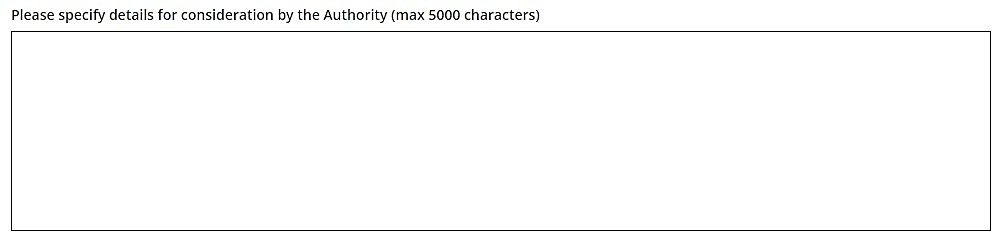 Please specify details for consideration by the Authority (max 5000 characters)